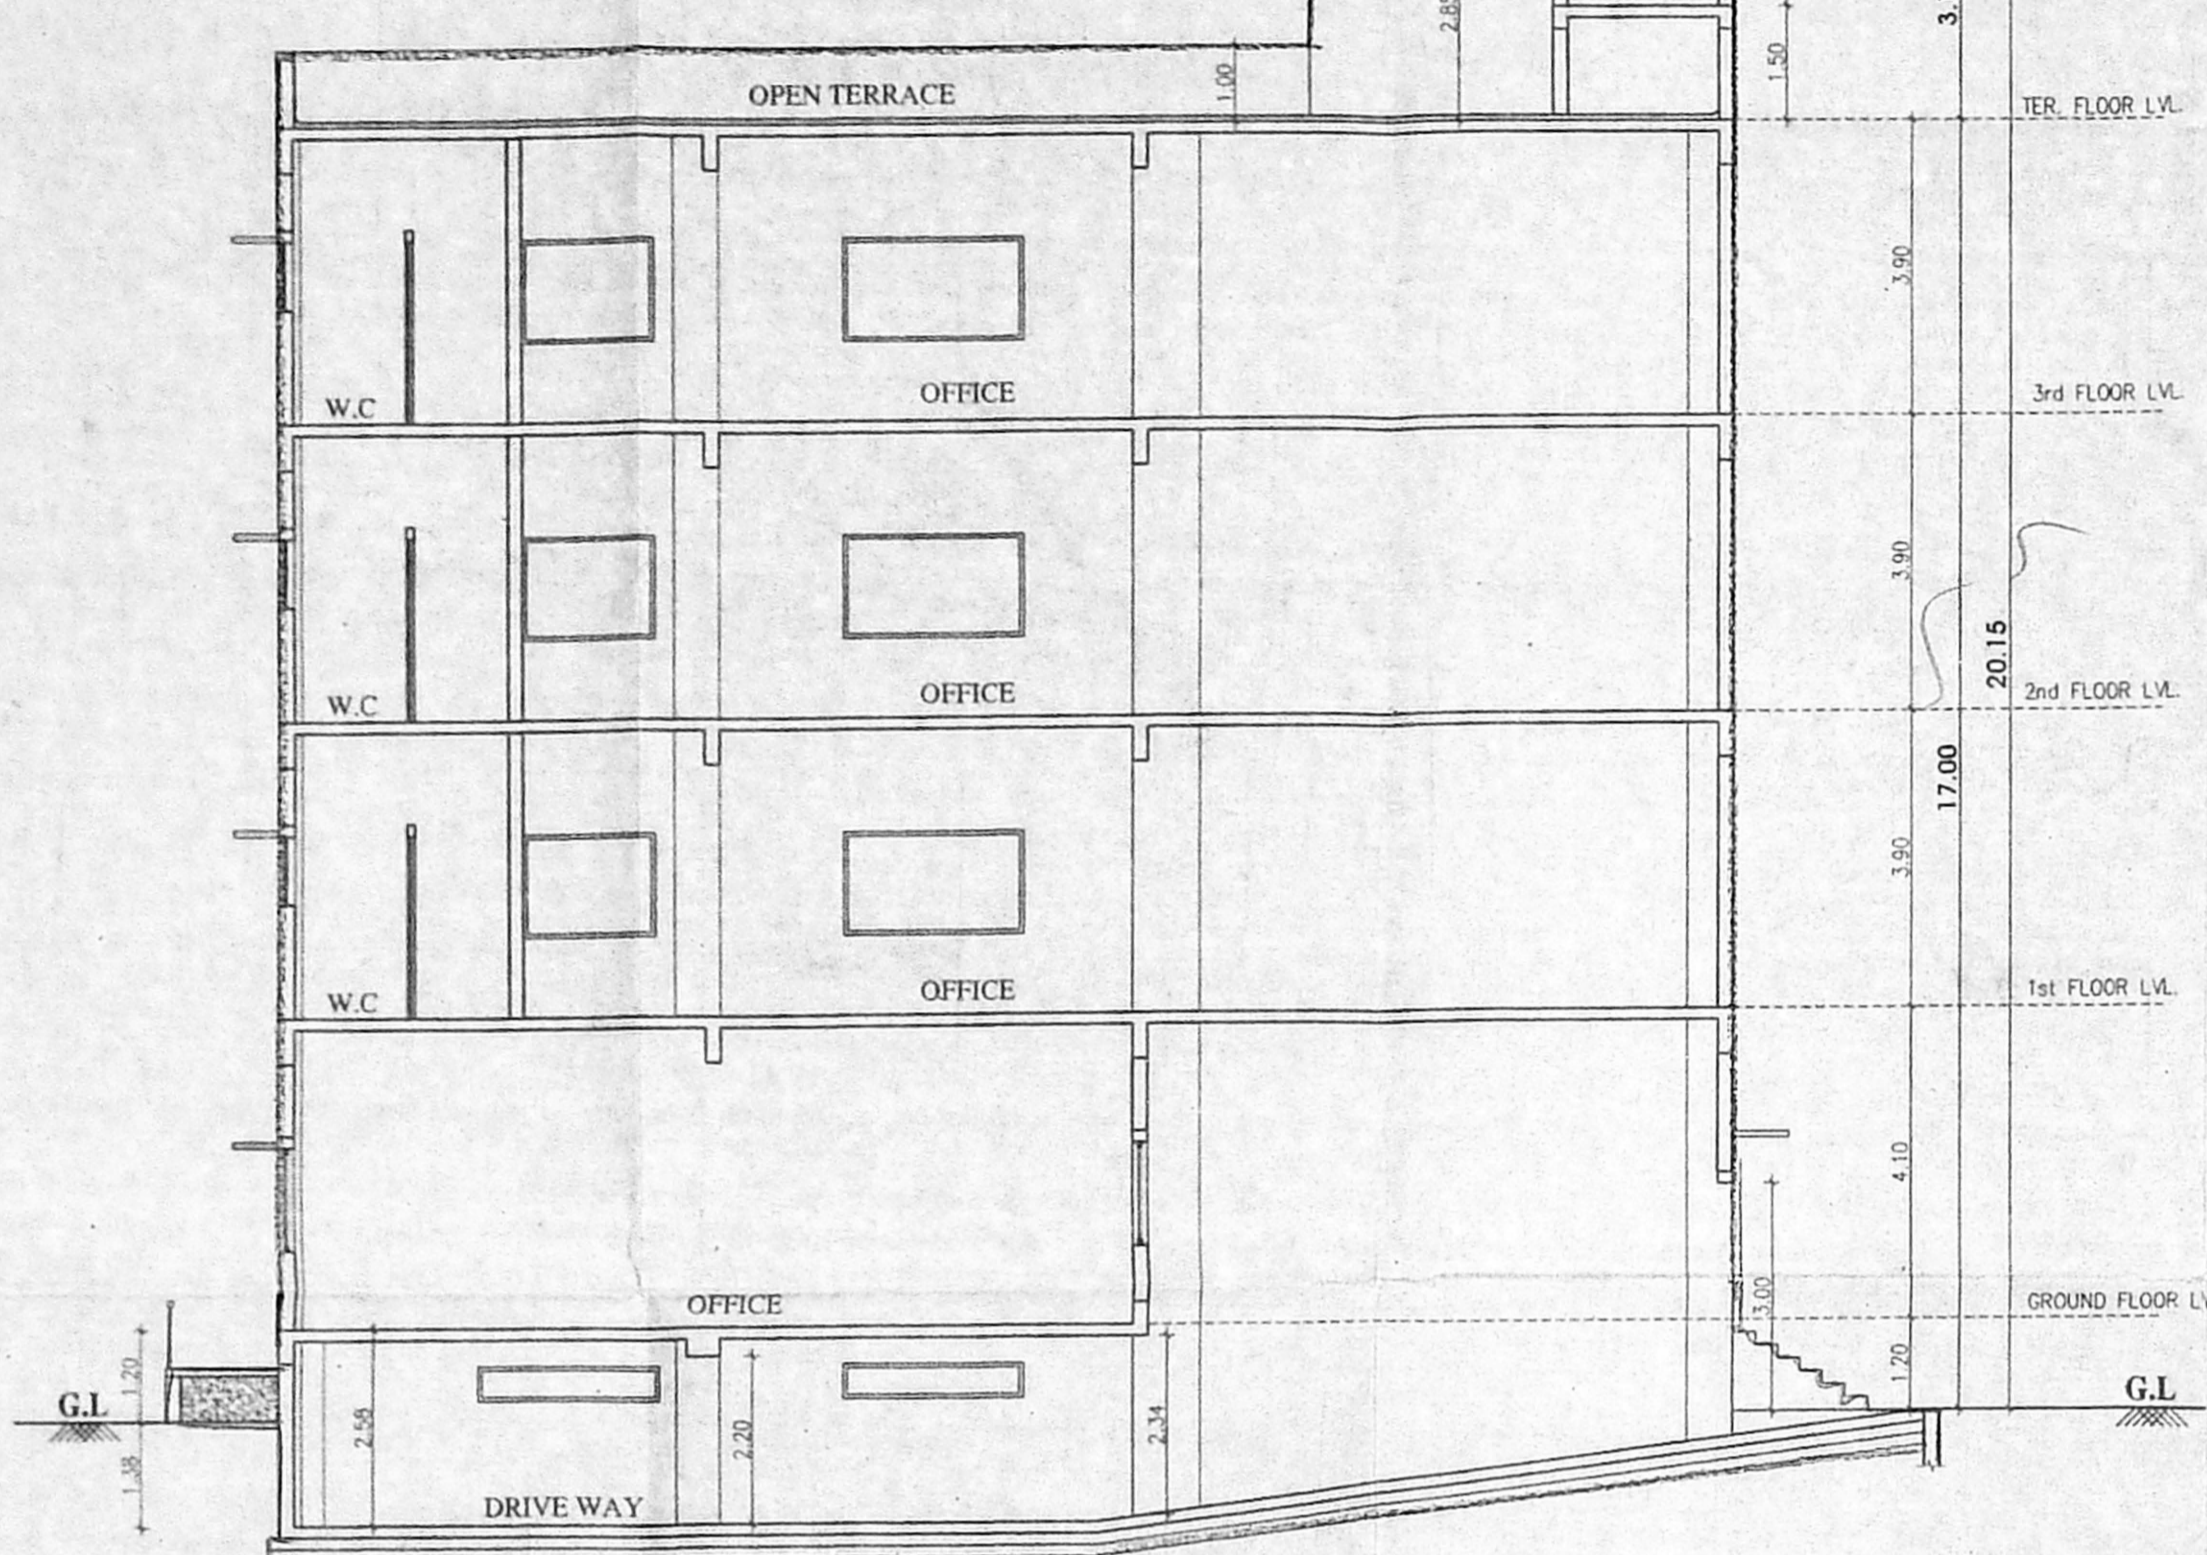 2.8
3.
1.50
OPEN TERRACE
1.00
TER. FLOOR LVL.
3.90
W.C
OFFICE
3rd FLOOR LVL.
3.90
20.15
W.C
OFFICE
2nd FLOOR LVL.
17.00
3.90
W.C
OFFICE
1st FLOOR LVL.
4.10
3.00
OFFICE
GROUND FLOOR LV
1.20
1.20
G.L
G.L
2.58
2.20
2.34
1.38
DRIVE WAY